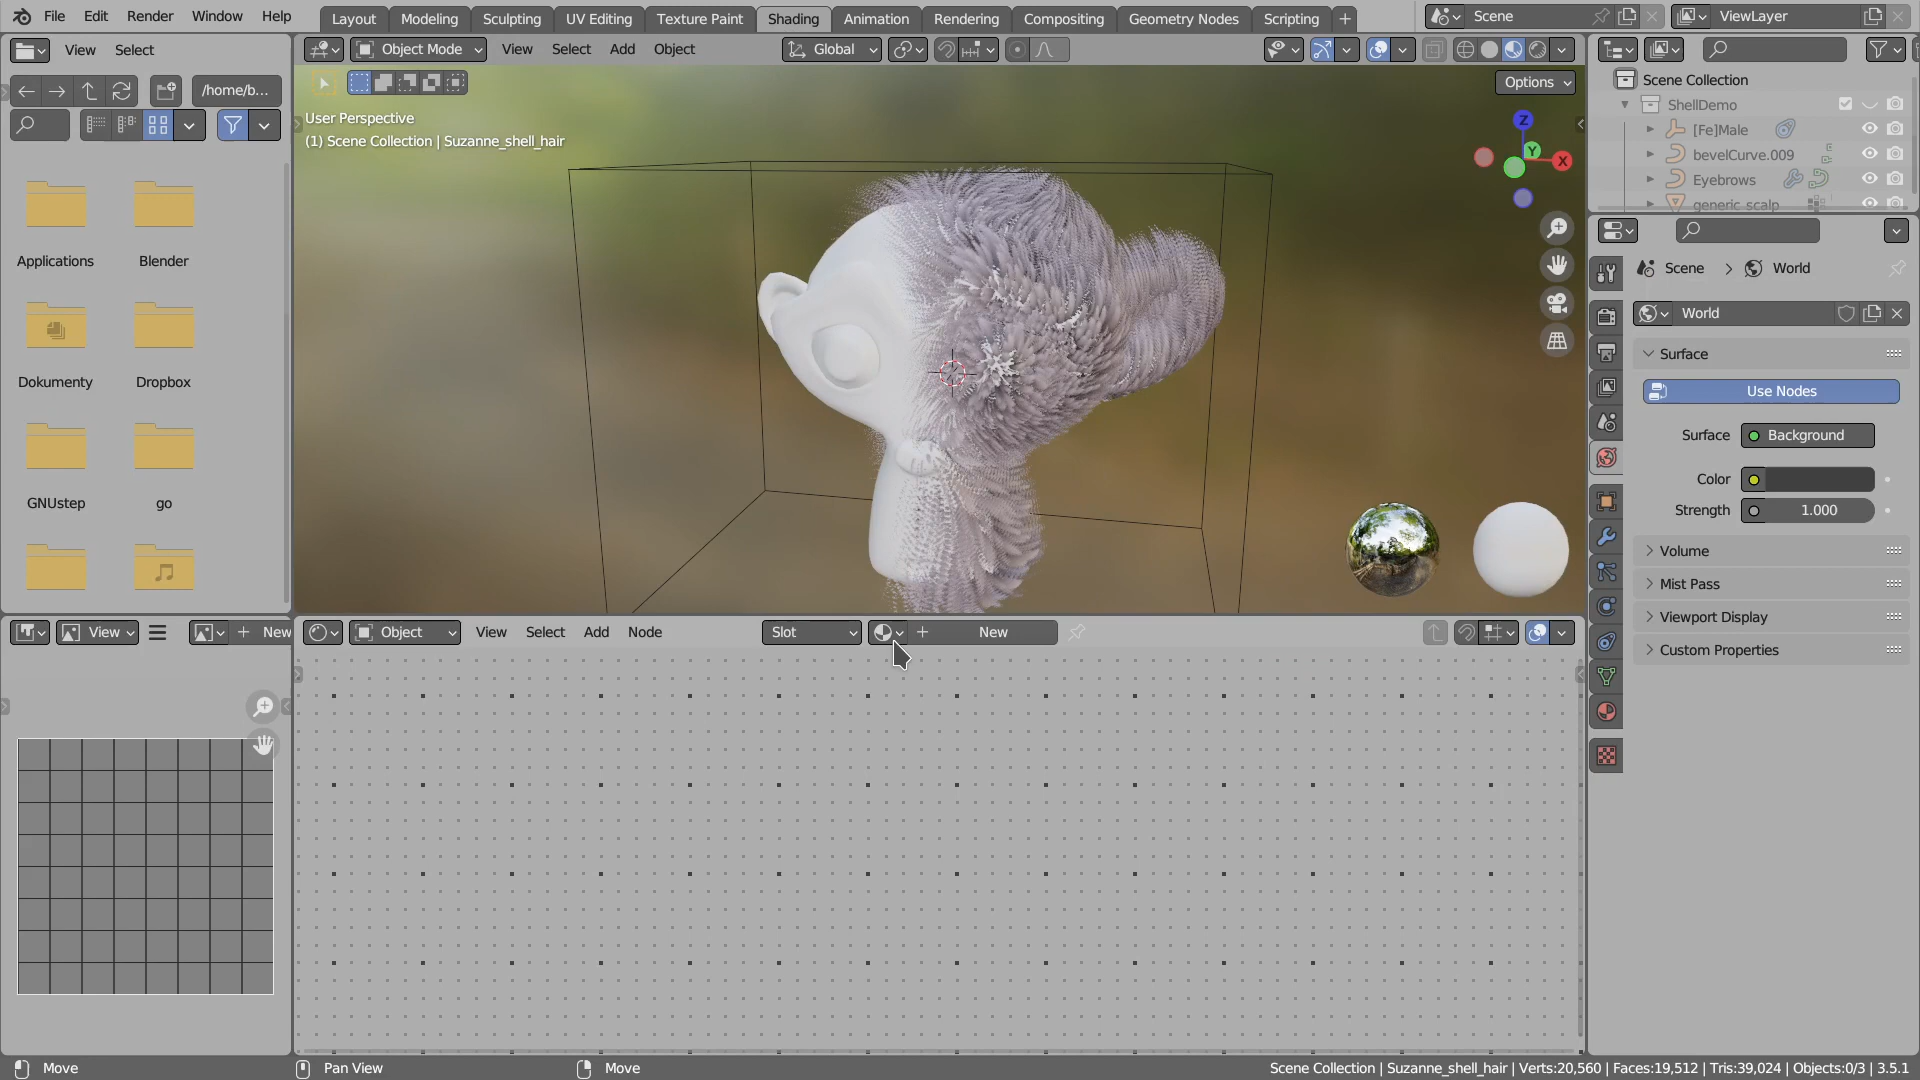 File Edit Render Window Help Layout Modeling Sculpting UV Editing Texture Paint Shading Animation Rendering Compositing Geometry Nodes Scripting + Scene ViewLayer
View Select
Object Mode View Select Add Object Global
/home/b...
Options
User Perspective
(1) Scene Collection | Suzanne_shell_hair
Z
Y
X
Scene Collection
ShellDemo
[Fe]Male
bevelCurve.009
Eyebrows
generic_scalp
Applications
Blender
Dokumenty
Dropbox
GNUstep
go
Scene > World
World
Surface
Use Nodes
Surface Background
Color
Strength 1.000
Volume
Mist Pass
Viewport Display
Custom Properties
View + New
Object View Select Add Node Slot + New
Move Pan View Move
Scene Collection | Suzanne_shell_hair | Verts:20,560 | Faces:19,512 | Tris:39,024 | Objects:0/3 | 3.5.1